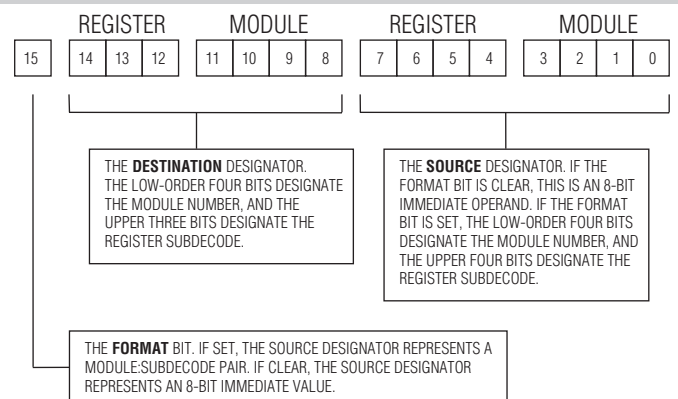 REGISTER MODULE REGISTER MODULE
15 14 13 12 11 10 9 8 7 6 5 4 3 2 1 0
THE DESTINATION DESIGNATOR.
THE LOW-ORDER FOUR BITS DESIGNATE
THE MODULE NUMBER, AND THE
UPPER THREE BITS DESIGNATE THE
REGISTER SUBDECODE.
THE SOURCE DESIGNATOR. IF THE
FORMAT BIT IS CLEAR, THIS IS AN 8-BIT
IMMEDIATE OPERAND. IF THE FORMAT
BIT IS SET, THE LOW-ORDER FOUR BITS
DESIGNATE THE MODULE NUMBER, AND
THE UPPER FOUR BITS DESIGNATE THE
REGISTER SUBDECODE.
THE FORMAT BIT. IF SET, THE SOURCE DESIGNATOR REPRESENTS A
MODULE:SUBDECODE PAIR. IF CLEAR, THE SOURCE DESIGNATOR
REPRESENTS AN 8-BIT IMMEDIATE VALUE.